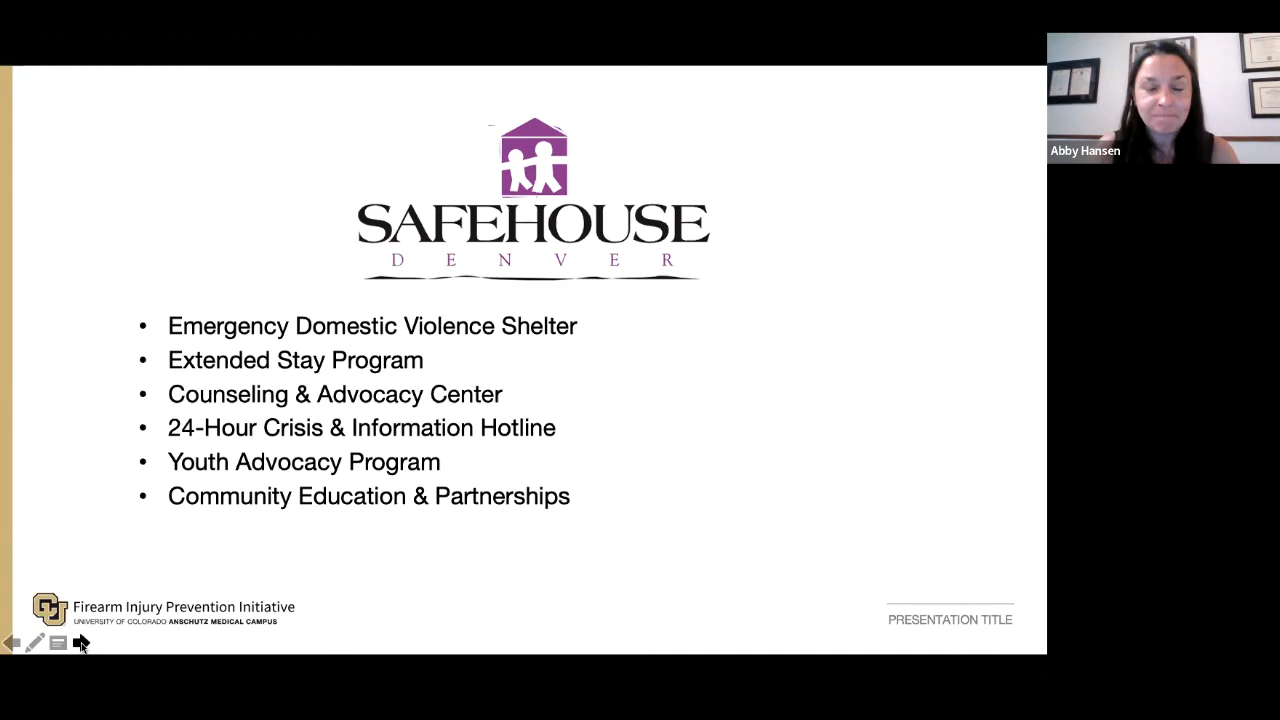 Abby Hansen
SAFEHOUSE
DENVER
• Emergency Domestic Violence Shelter
• Extended Stay Program
• Counseling & Advocacy Center
• 24-Hour Crisis & Information Hotline
• Youth Advocacy Program
• Community Education & Partnerships
CU Firearm Injury Prevention Initiative
UNIVERSITY OF COLORADO ANSCHUTZ MEDICAL CAMPUS
PRESENTATION TITLE